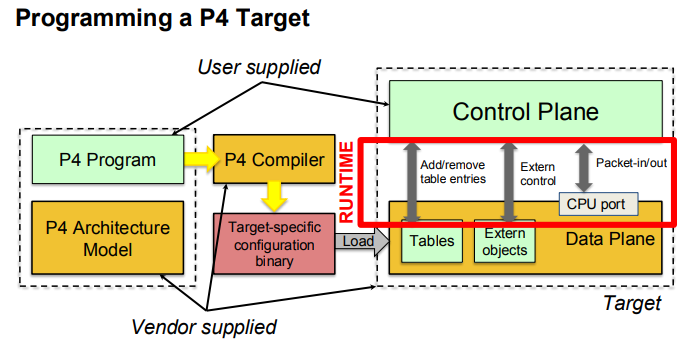 Programming a P4 Target
User supplied
Control Plane
P4 Program
P4 Compiler
RUNTIME
Add/remove
table entries
Extern
control
Packet-in/out
CPU port
P4 Architecture
Model
Target-specific
configuration
binary
Load
Tables
Extern
objects
Data Plane
Vendor supplied
Target